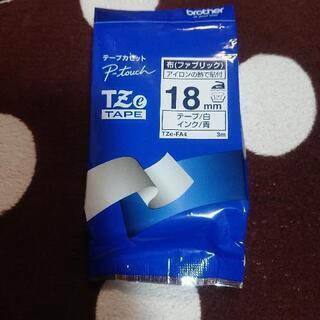 brother
テープカセット
P-touch
TZe
TAPE
布(ファブリック)
アイロンの熱で貼付
18mm
テープ/白
インク/青
TZe-FA4 3m